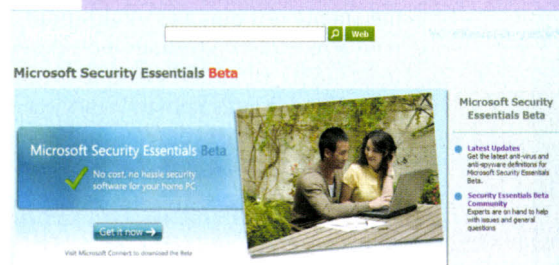 Web
Microsoft Security Essentials Beta
Microsoft Security Essentials Beta
No cost, no hassle security
software for your home PC
Get it now →
Visit Microsoft Connect to download the Beta
Microsoft Security
Essentials Beta
Latest Updates
Get the latest anti-virus and
anti-spyware definitions for
Microsoft Security Essentials
Beta.
Security Essentials Beta
Community
Experts are on hand to help
with issues and general
questions